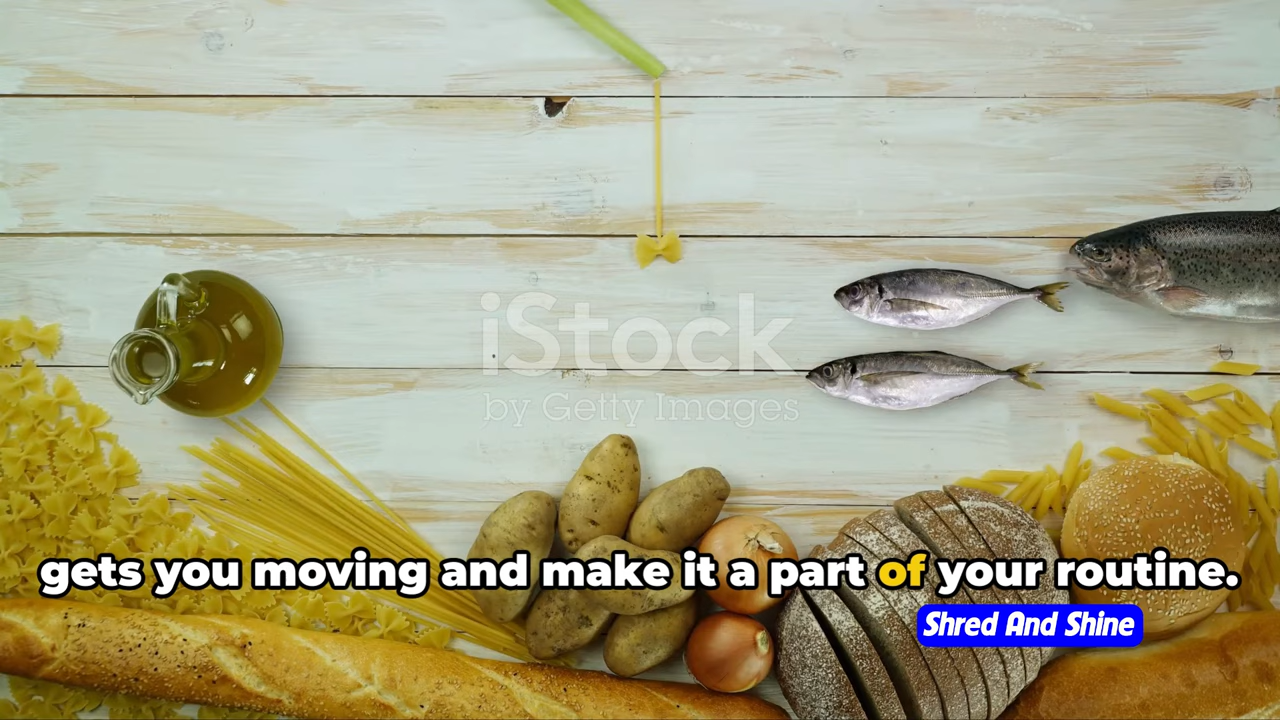 iStock
by Getty Images
gets you moving and make it a part of your routine.
Shred And Shine